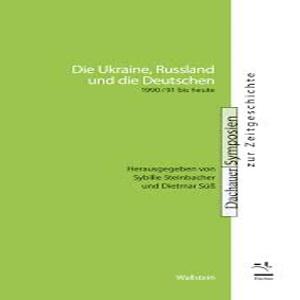 Die Ukraine, Russland
und die Deutschen
1990/91 bis heute
Herausgegeben von
Sybille Steinbacher
und Dietmar Süß
Wallstein
Dachauer Symposien
zur Zeitgeschichte